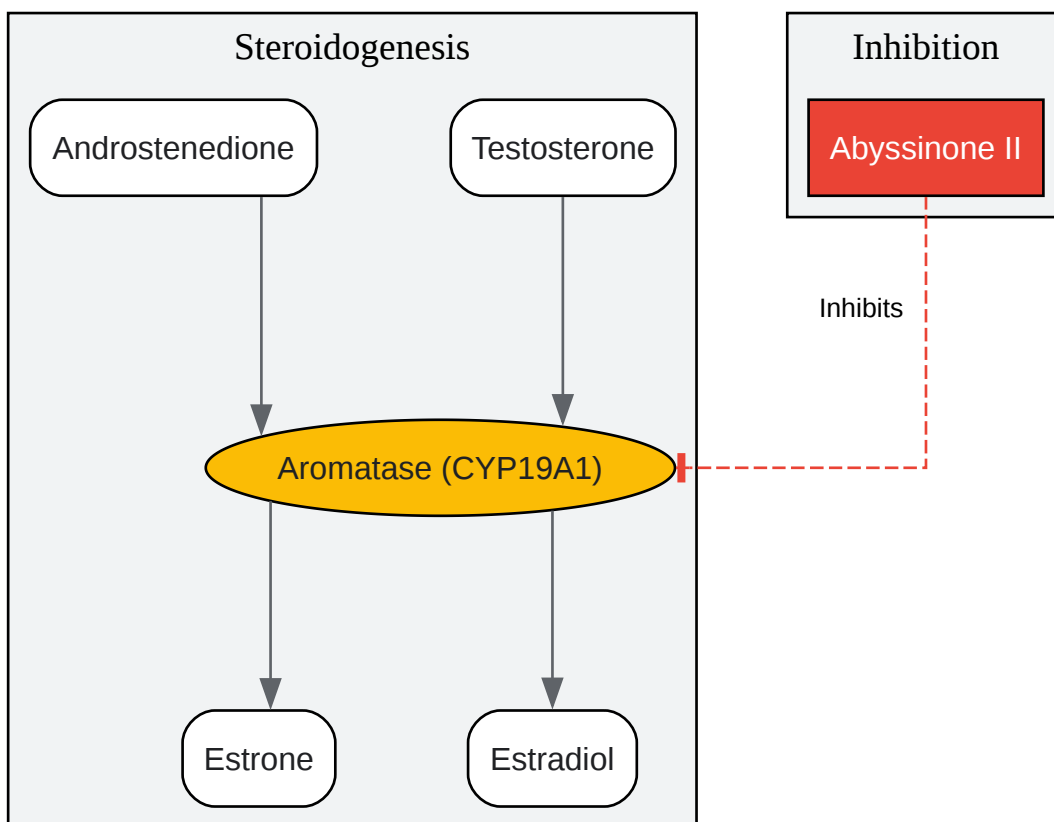 Steroidogenesis
Inhibition
Androstenedione
Testosterone
Abyssinone II
Inhibits
Aromatase (CYP19A1)
Estrone
Estradiol